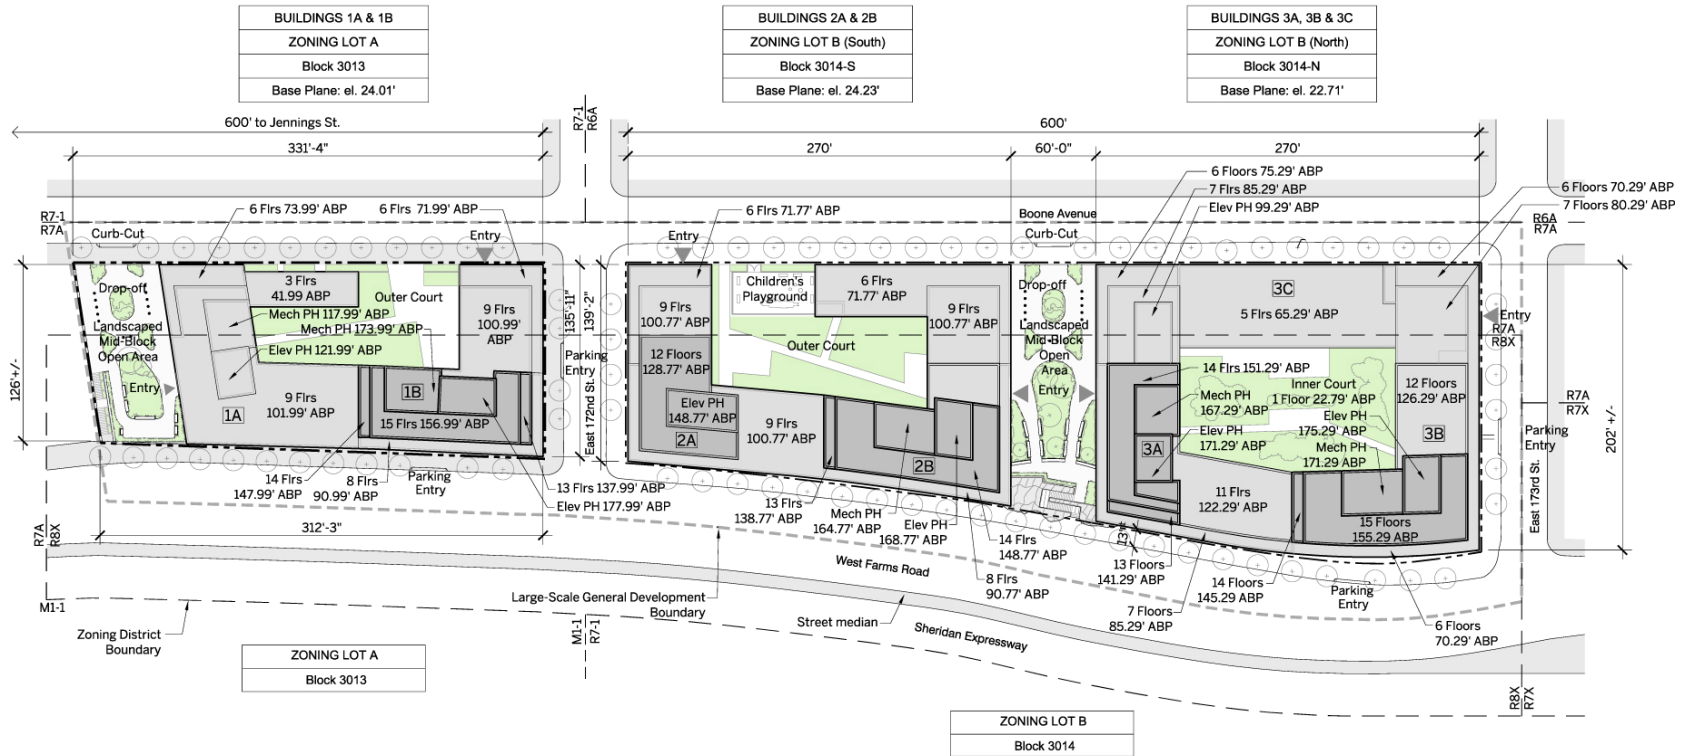 BUILDINGS 1A & 1B
ZONING LOT A
Block 3013
Base Plane: el. 24.01'
BUILDINGS 2A & 2B
ZONING LOT B (South)
Block 3014-S
Base Plane: el. 24.23'
BUILDINGS 3A, 3B & 3C
ZONING LOT B (North)
Block 3014-N
Base Plane: el. 22.71'
600' to Jennings St.
331'-4"
R7-1
R6A
600'
270'
60'-0"
270'
R7-1
R7A
Curb-Cut
6 Flrs 73.99' ABP
6 Flrs 71.99' ABP
Entry
Entry
6 Flrs 71.77' ABP
Boone Avenue
Curb-Cut
6 Floors 75.29' ABP
7 Flrs 85.29' ABP
Elev PH 99.29' ABP
6 Floors 70.29' ABP
7 Floors 80.29' ABP
R6A
R7A
126'+/-
Drop-off
Landscaped
Mid-Block
Open Area
Entry
3 Flrs
41.99 ABP
Mech PH 117.99' ABP
Mech PH 173.99' ABP
Elev PH 121.99' ABP
Outer Court
9 Flrs
100.99'
ABP
1A
9 Flrs
101.99' ABP
1B
15 Flrs 156.99' ABP
135'-11"
139'-2"
Parking
Entry
East 172nd St.
9 Flrs
100.77' ABP
12 Floors
128.77' ABP
Elev PH
148.77' ABP
2A
Children's
Playground
6 Flrs
71.77' ABP
Outer Court
9 Flrs
100.77' ABP
9 Flrs
100.77' ABP
2B
Drop-off
Landscaped
Mid-Block
Open
Area
Entry
3C
5 Flrs 65.29' ABP
Entry
R7A
R8X
14 Flrs 151.29' ABP
Mech PH
167.29' ABP
Elev PH
171.29' ABP
3A
Inner Court
1 Floor 22.79' ABP
Elev PH
175.29' ABP
Mech PH
171.29 ABP
12 Floors
126.29' ABP
3B
11 Flrs
122.29' ABP
15 Floors
155.29' ABP
R7A
R7X
Parking
Entry
East 173rd St.
202' +/-
14 Flrs
147.99' ABP
8 Flrs
90.99' ABP
Parking
Entry
13 Flrs 137.99' ABP
Elev PH 177.99' ABP
13 Flrs
138.77' ABP
Mech PH
164.77' ABP
Elev PH
168.77' ABP
14 Flrs
148.77' ABP
8 Flrs
90.77' ABP
13 Floors
141.29' ABP
7 Floors
85.29' ABP
14 Floors
145.29 ABP
Parking
Entry
6 Floors
70.29' ABP
312'-3"
R7A
R8X
M1-1
Zoning District
Boundary
Large-Scale General Development
Boundary
West Farms Road
Street median
Sheridan Expressway
M1-1
R7-1
R8X
R7X
ZONING LOT A
Block 3013
ZONING LOT B
Block 3014